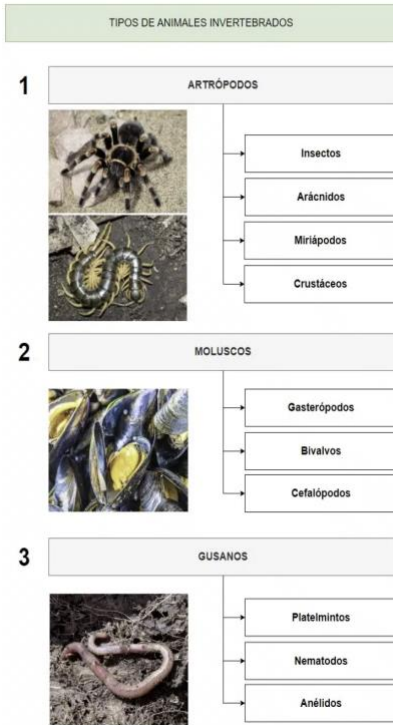 TIPOS DE ANIMALES INVERTEBRADOS
1
ARTRÓPODOS
Insectos
Arácnidos
Miriápodos
Crustáceos
2
MOLUSCOS
Gasterópodos
Bivalvos
Cefalópodos
3
GUSANOS
Platelmintos
Nematodos
Anélidos